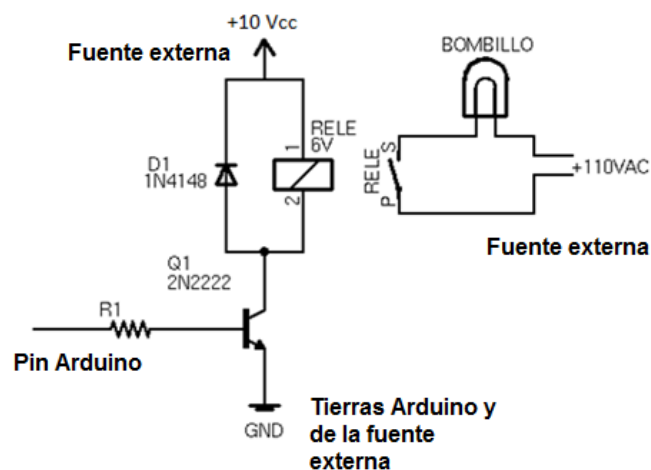 +10 Vcc
Fuente externa
BOMBILLO
RELE
6V
1
2
D1
1N4148
RELE
S
P
+110VAC
Fuente externa
Q1
2N2222
R1
Pin Arduino
GND
Tierras Arduino y
de la fuente
externa